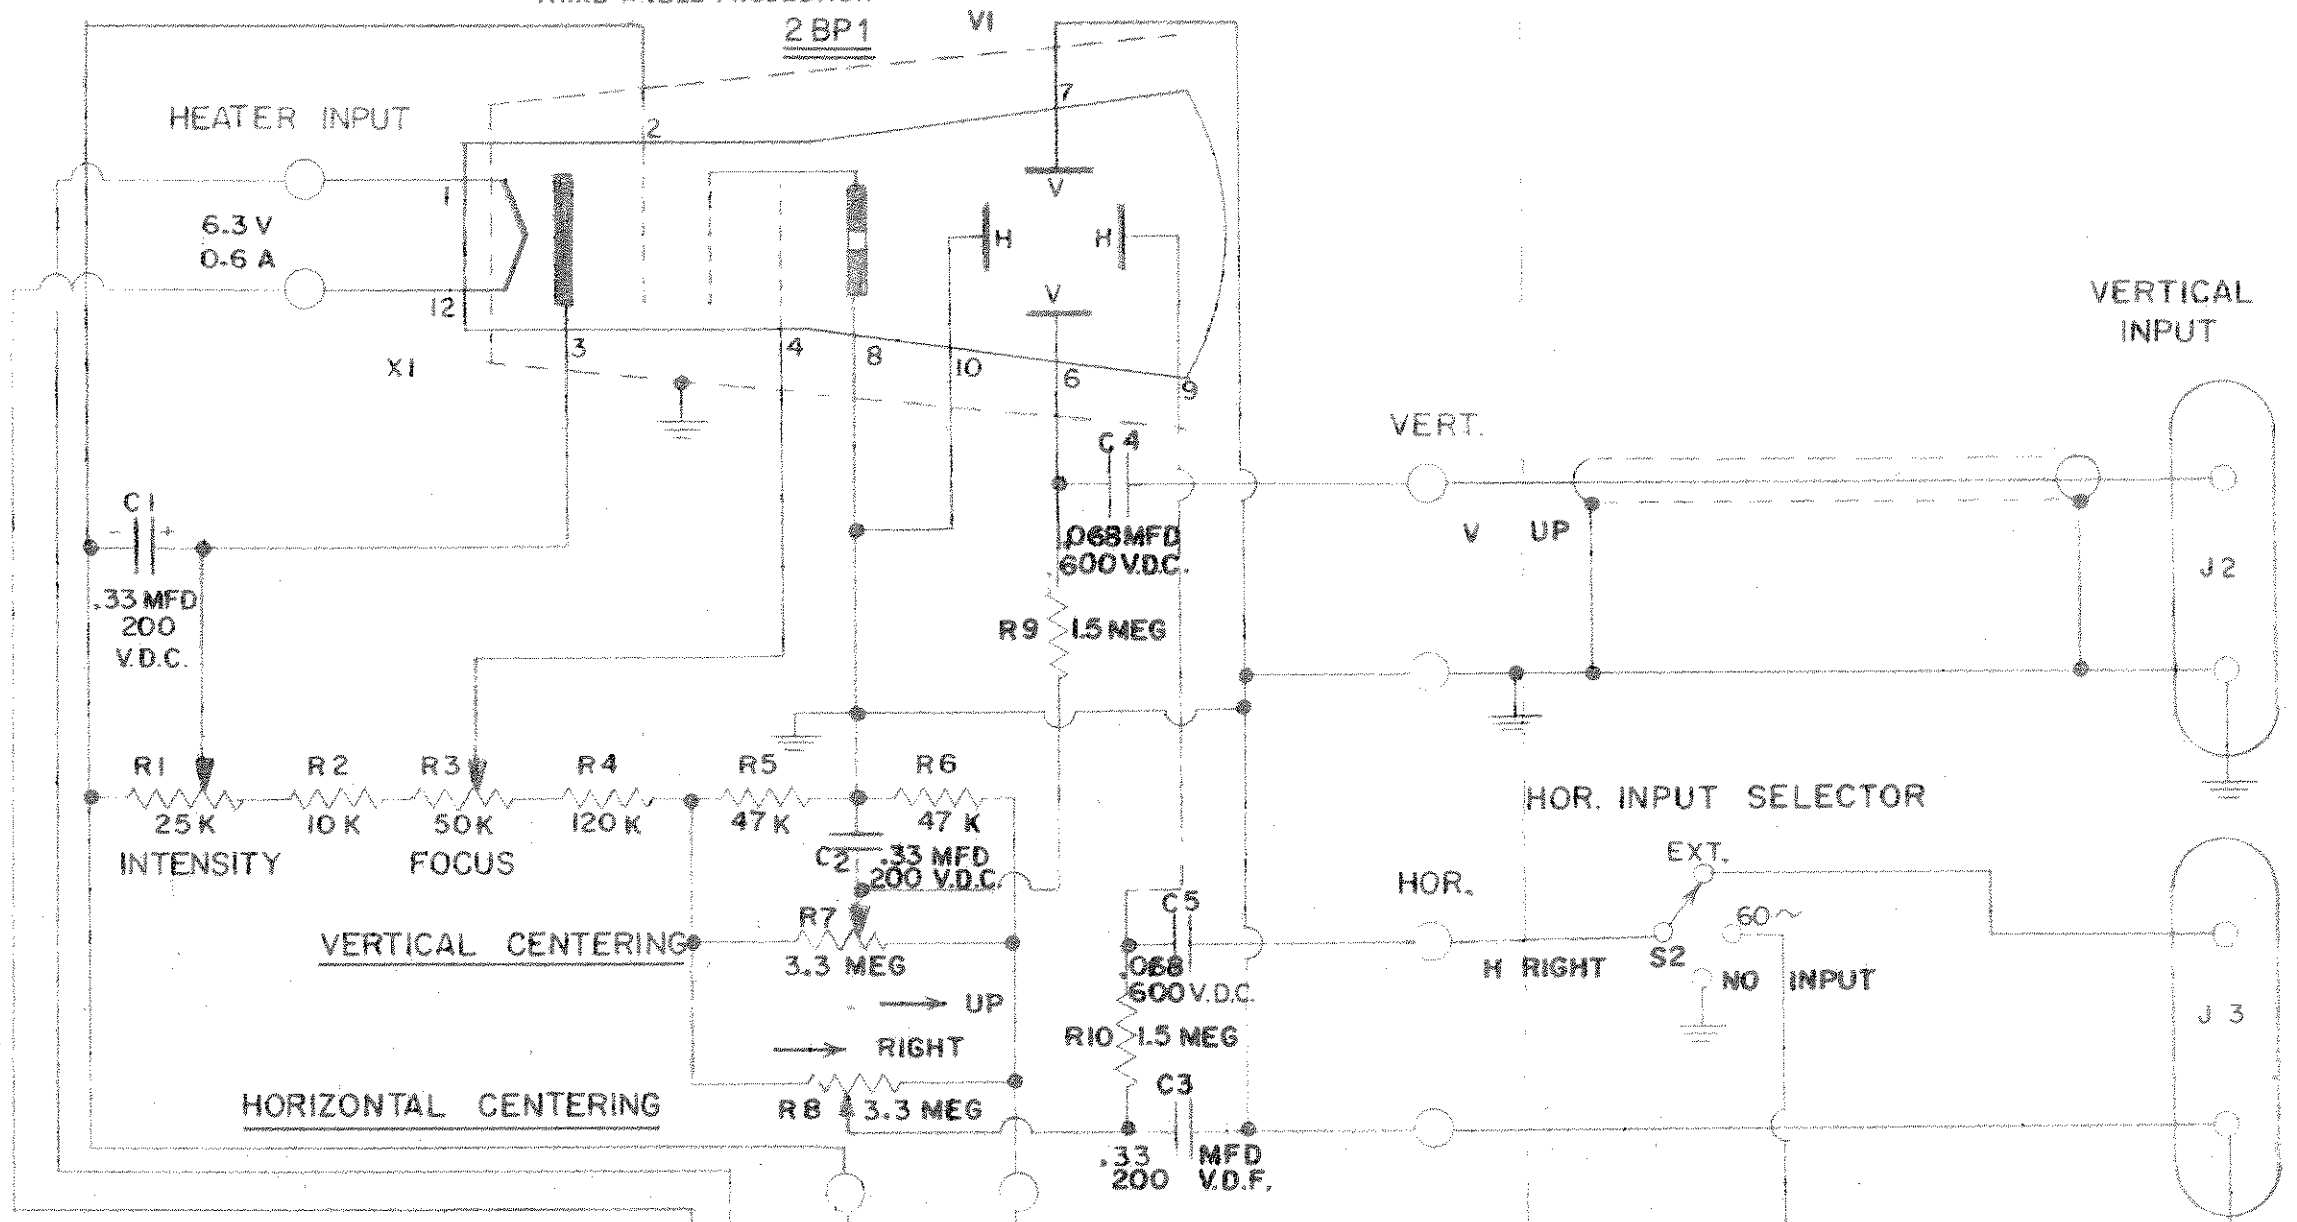 2BP1
V1
HEATER INPUT
7
2
1
6.3 V
0.6 A
12
V
H
H
V
X1
3
4
8
10
6
9
VERTICAL
INPUT
VERT.
C4
.068 MFD
600 V.D.C.
C1
- +
.33 MFD
200
V.D.C.
V UP
J2
R9 1.5 MEG
R1 R2 R3 R4 R5 R6
25K 10K 50K 120K 47K 47K
INTENSITY FOCUS
C2 .33 MFD
200 V.D.C.
HOR. INPUT SELECTOR
EXT.
HOR.
60~
S2
H RIGHT
NO INPUT
J3
R7
VERTICAL CENTERING
3.3 MEG
UP
RIGHT
C5
.068
600 V.D.C.
R10 1.5 MEG
HORIZONTAL CENTERING
R8 3.3 MEG
C3
.33 MFD
200 V.D.F.